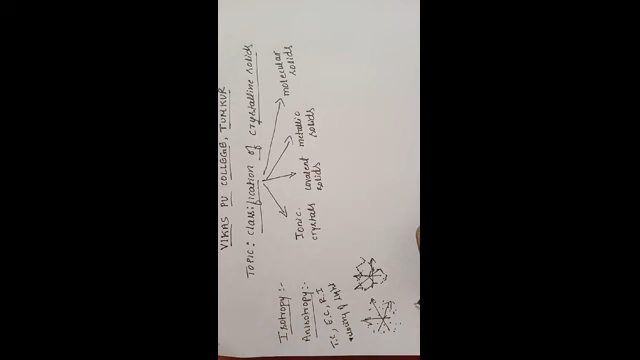 VIKAS PU COLLEGE, TUMKUR
TOPIC: Classification of crystalline solids
Ionic crystals
covalent solids
metallic solids
molecular solids
Isotropy :-
Anisotropy :-
T.C, E.C, R.I